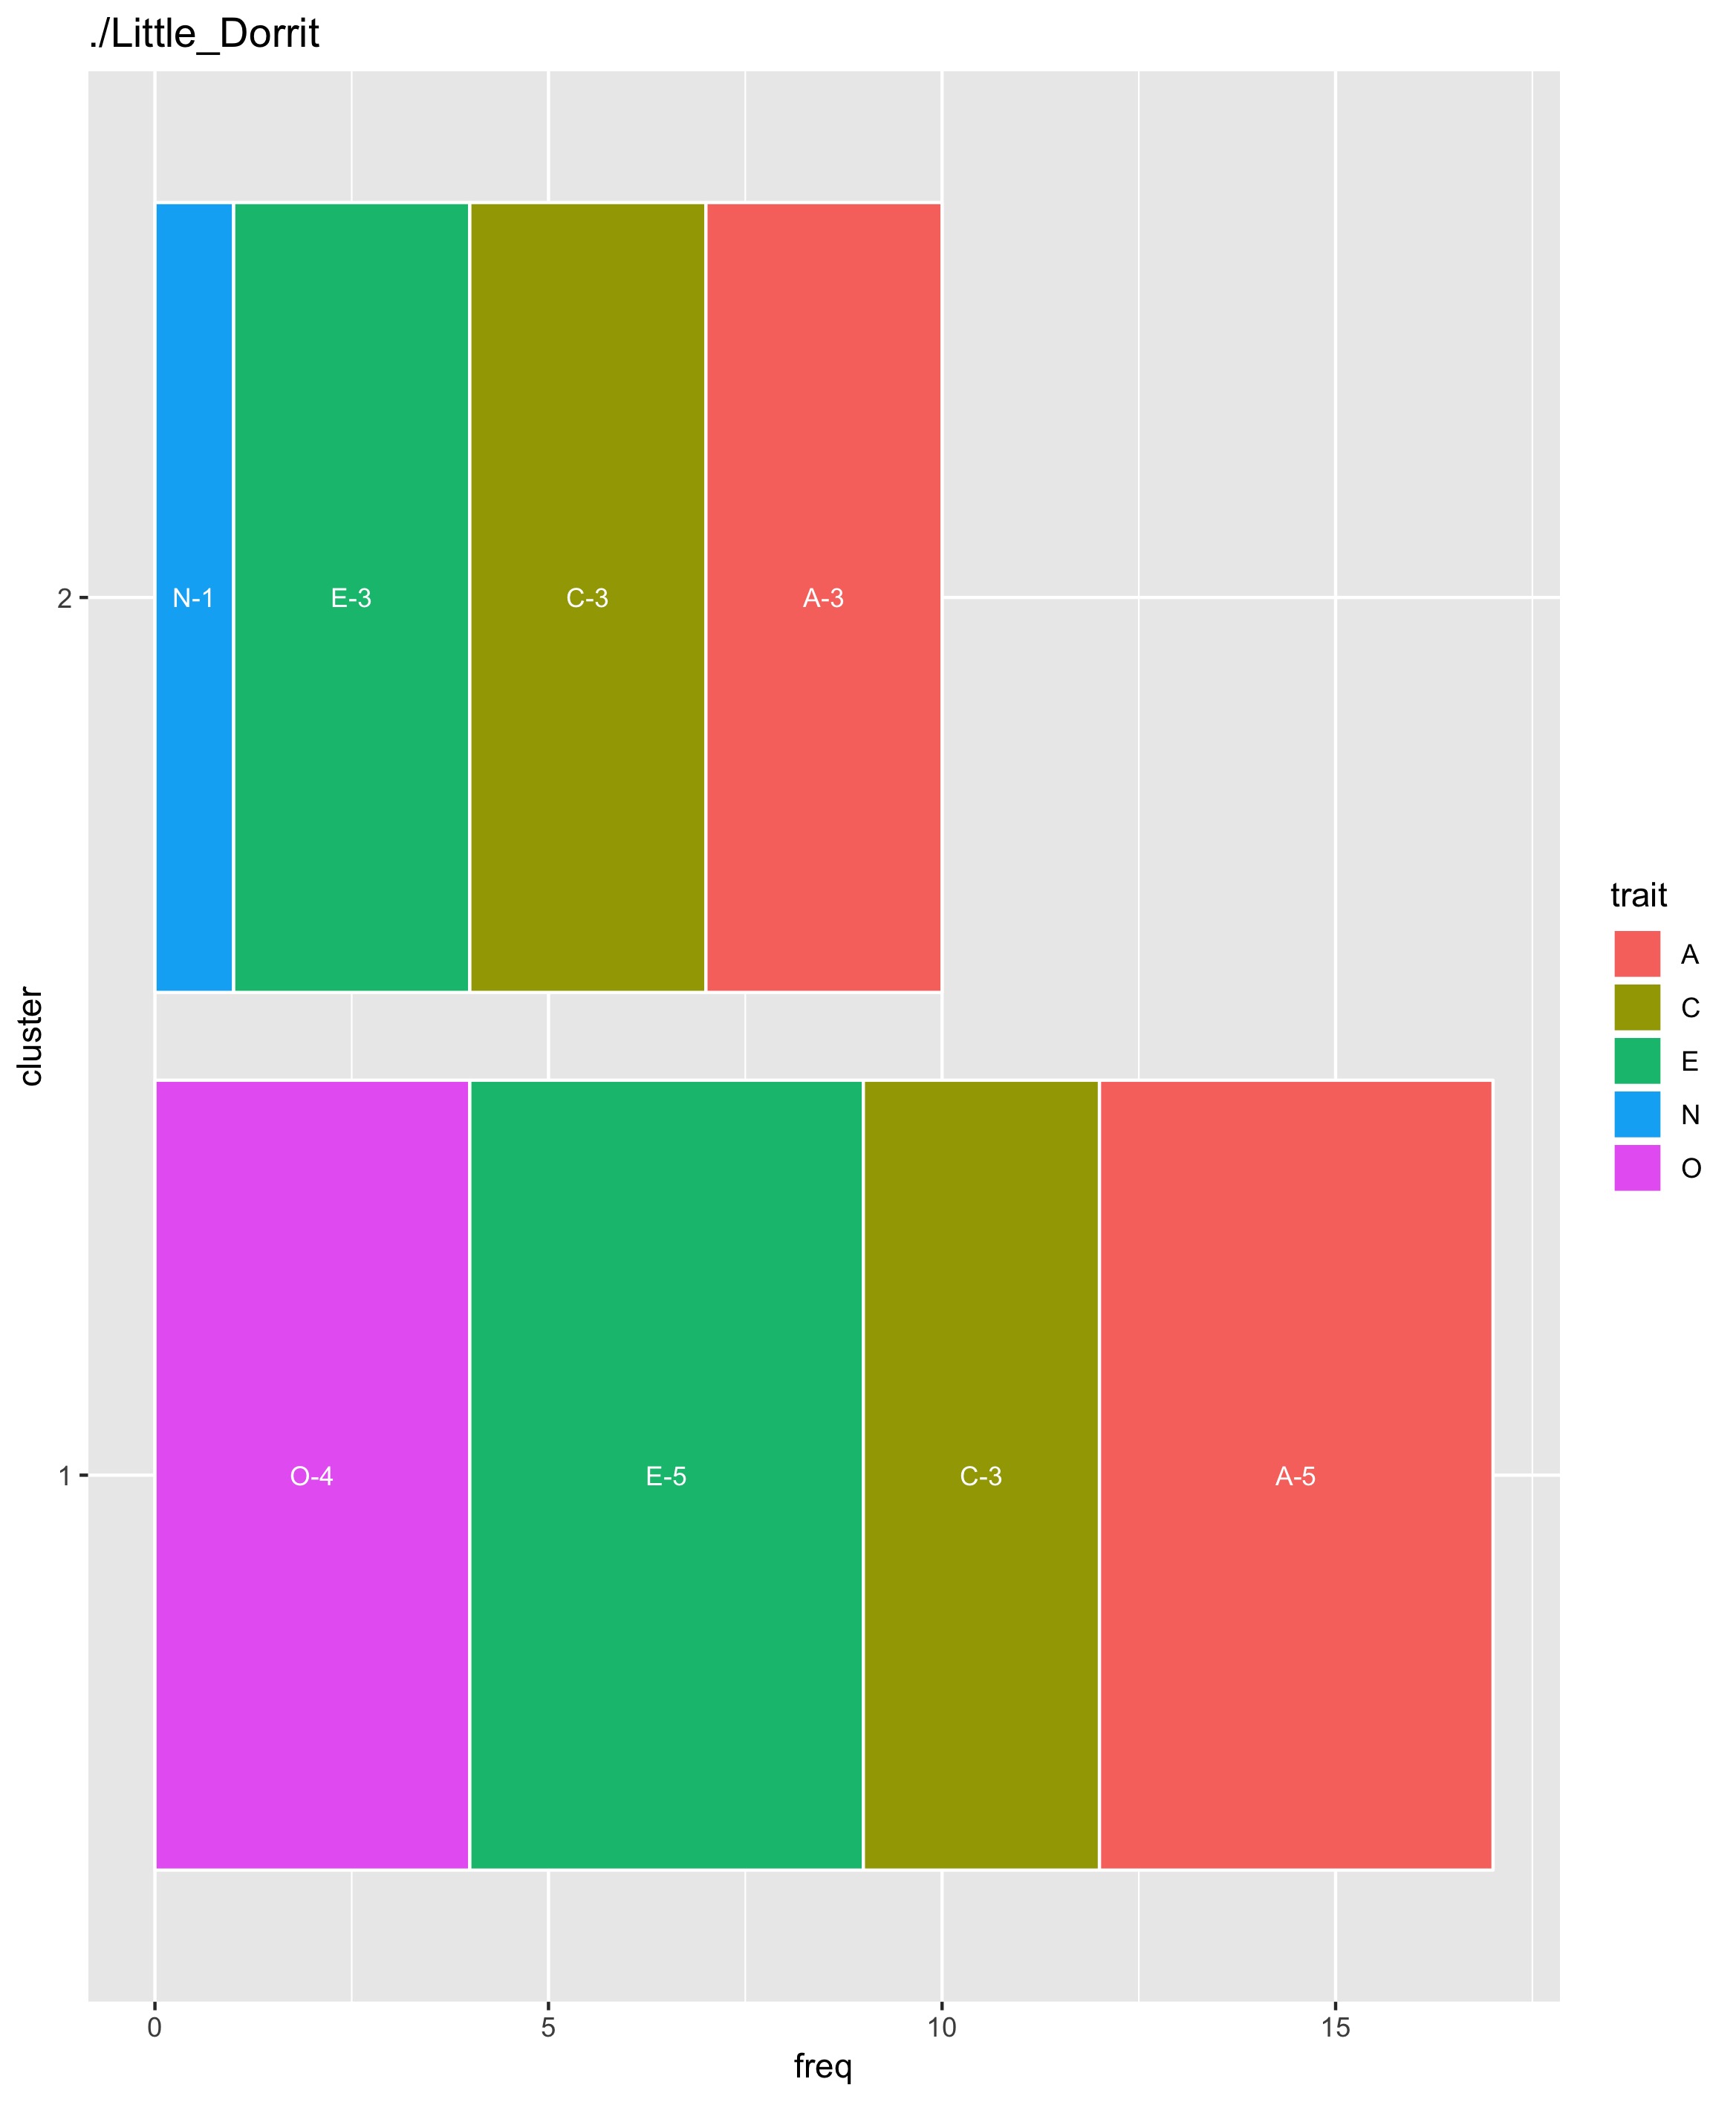 ./Little_Dorrit
2
N-1 E-3 C-3 A-3
cluster
1
O-4 E-5 C-3 A-5
0 5 10 15
freq
trait
A
C
E
N
O